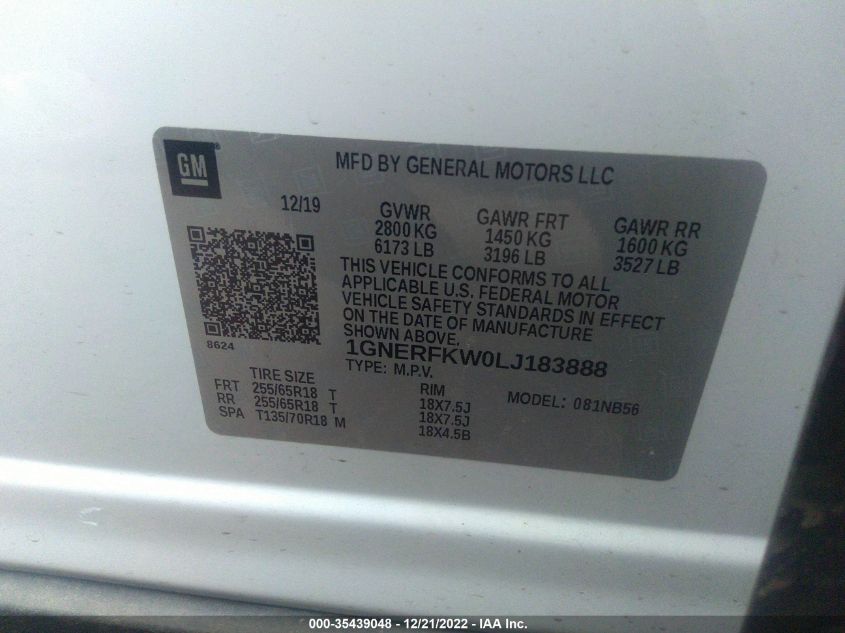 GM
MFD BY GENERAL MOTORS LLC
12/19
GVWR
2800 KG
6173 LB
GAWR FRT
1450 KG
3196 LB
GAWR RR
1600 KG
3527 LB
THIS VEHICLE CONFORMS TO ALL
APPLICABLE U.S. FEDERAL MOTOR
VEHICLE SAFETY STANDARDS IN EFFECT
ON THE DATE OF MANUFACTURE
SHOWN ABOVE.
8624
1GNERFKW0LJ183888
TYPE: M.P.V.
MODEL: 081NB56
TIRE SIZE RIM
FRT 255/65R18 T 18X7.5J
RR 255/65R18 T 18X7.5J
SPA T135/70R18 M 18X4.5B
000-35439048 - 12/21/2022 - IAA Inc.